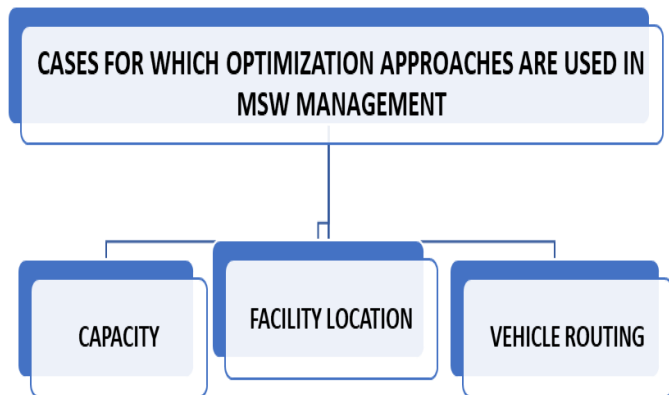 CASES FOR WHICH OPTIMIZATION APPROACHES ARE USED IN
MSW MANAGEMENT
CAPACITY
FACILITY LOCATION
VEHICLE ROUTING